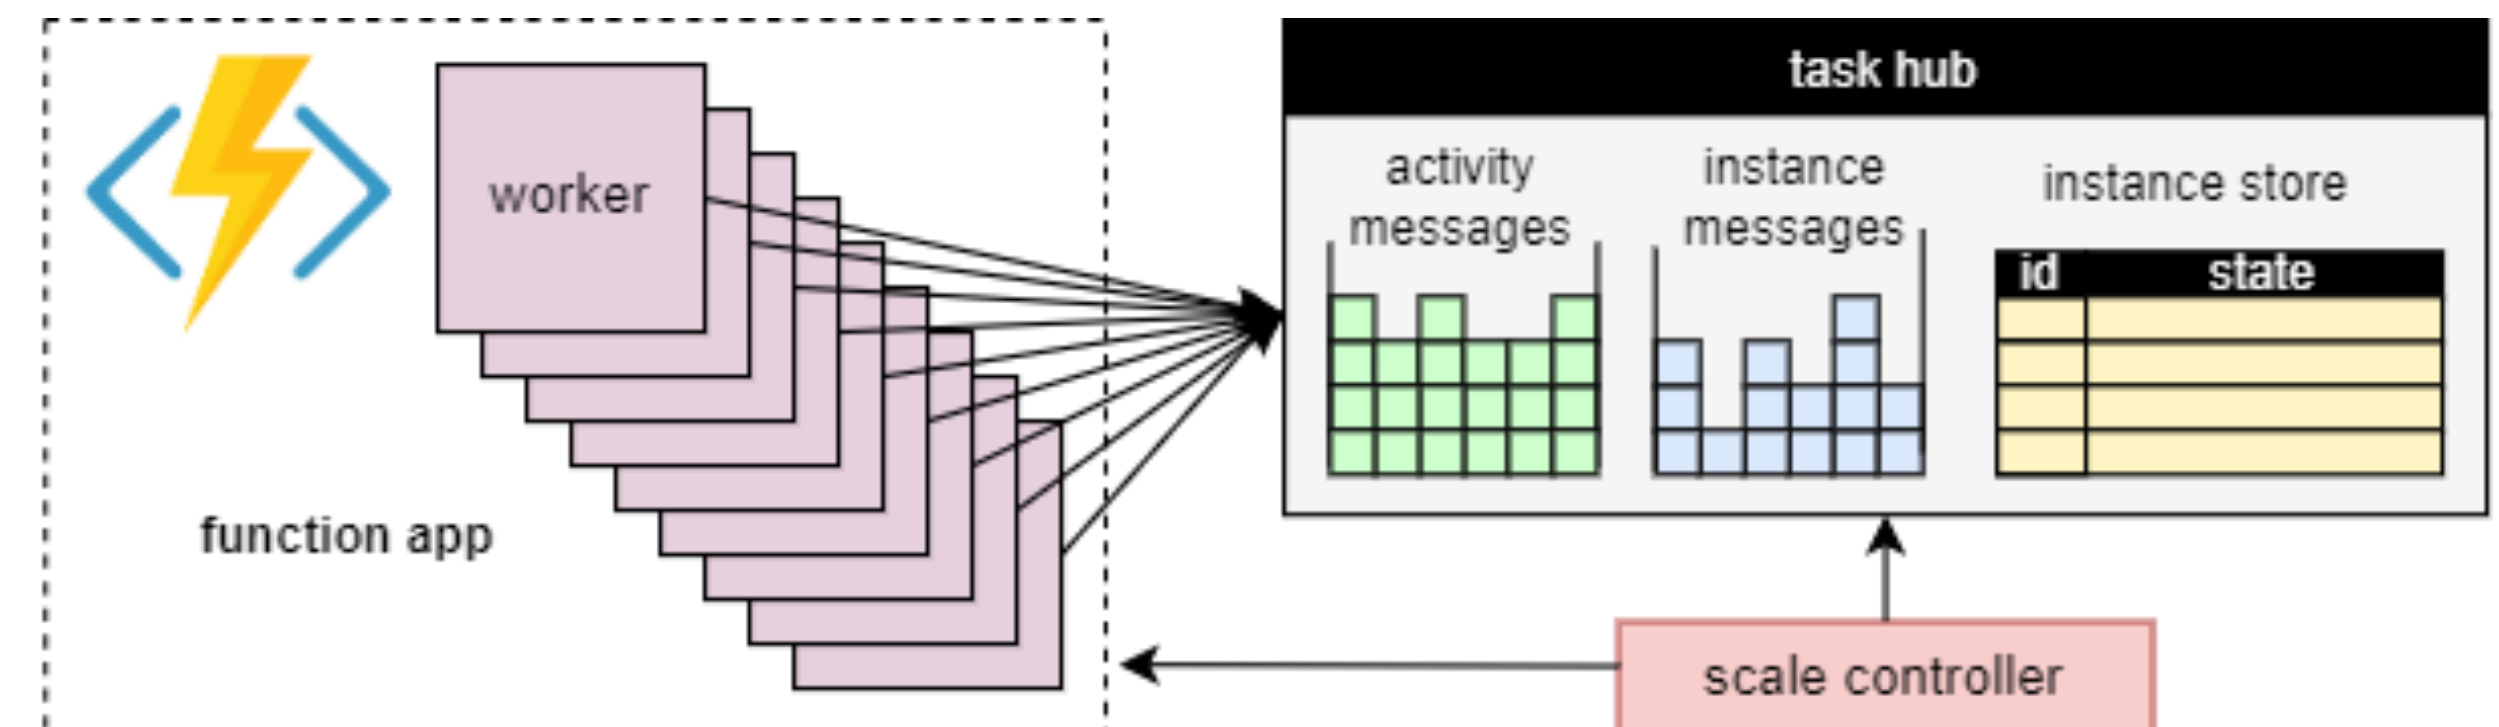 worker
function app
task hub
activity
messages
instance
messages
instance store
id
state
scale controller